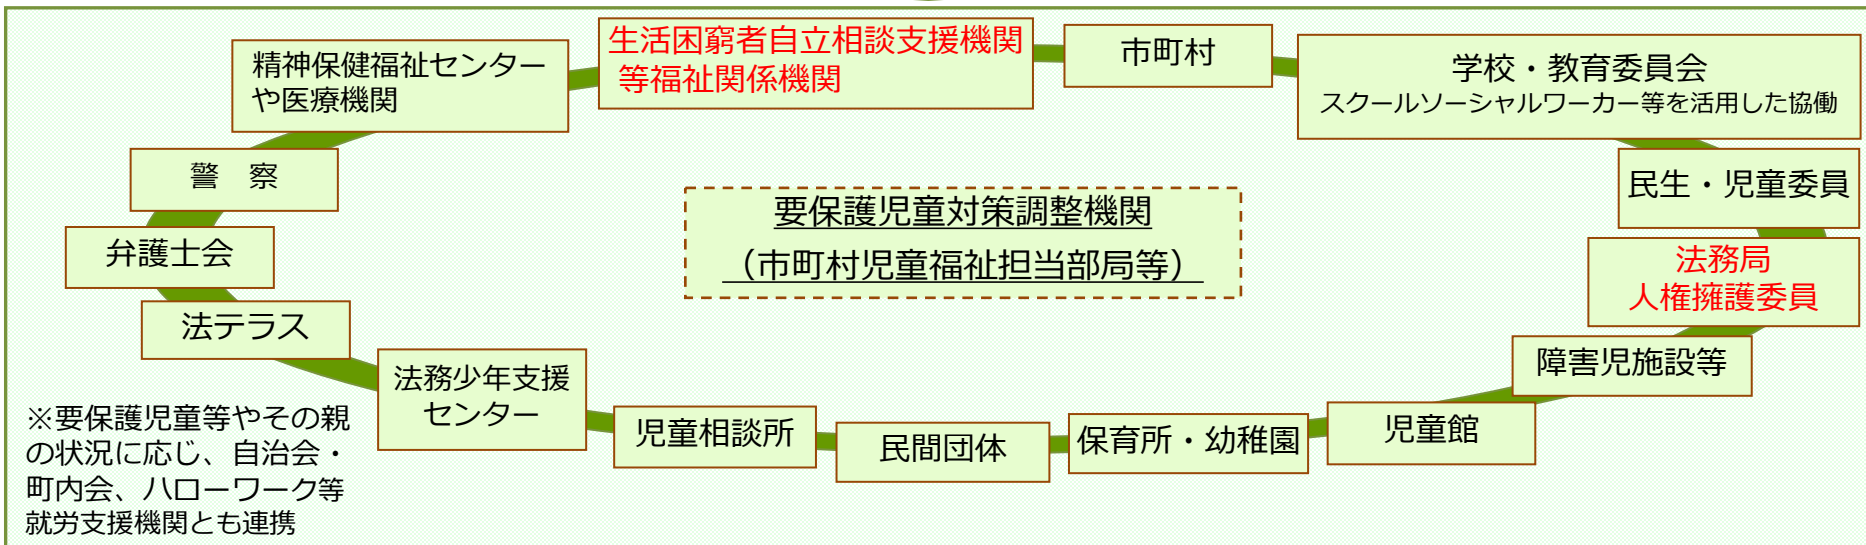 生活困窮者自立相談支援機関
等福祉関係機関
市町村
学校・教育委員会
スクールソーシャルワーカー等を活用した協働
精神保健福祉センター
や医療機関
警　察
民生・児童委員
要保護児童対策調整機関
（市町村児童福祉担当部局等）
弁護士会
法務局
人権擁護委員
法テラス
障害児施設等
法務少年支援
センター
児童相談所
民間団体
保育所・幼稚園
児童館
※要保護児童等やその親
の状況に応じ、自治会・
町内会、ハローワーク等
就労支援機関とも連携